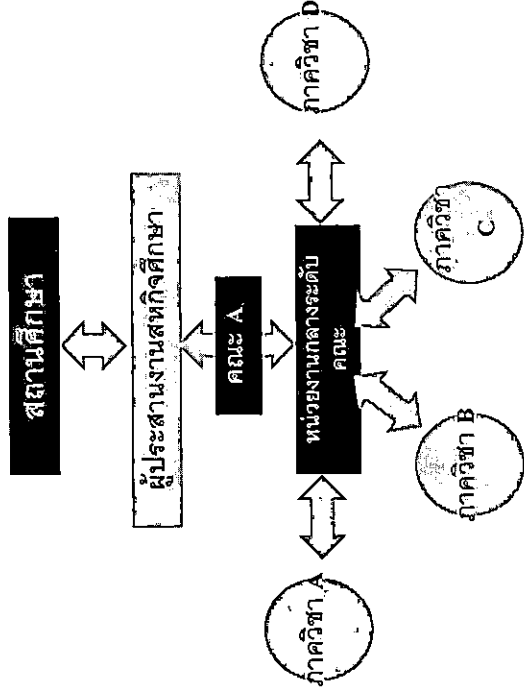 สถานศึกษา
ผู้ประสานงานสหกิจศึกษา
คณะ A
หน่วยงานกลางระดับ
คณะ
ภาควิชา A
ภาควิชา B
ภาควิชา
C
ภาควิชา D